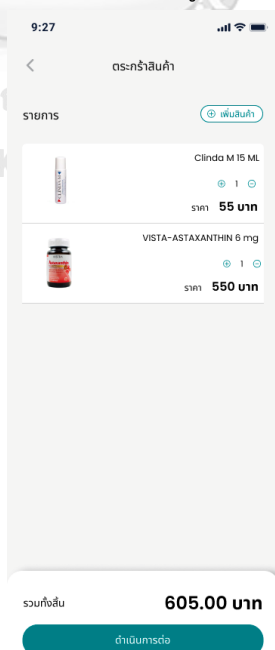 9:27
ตระกร้าสินค้า
รายการ
เพิ่มสินค้า
Clinda M 15 ML
1
ราคา 55 บาท
VISTA-ASTAXANTHIN 6 mg
1
ราคา 550 บาท
รวมทั้งสิ้น 605.00 บาท
ดำเนินการต่อ